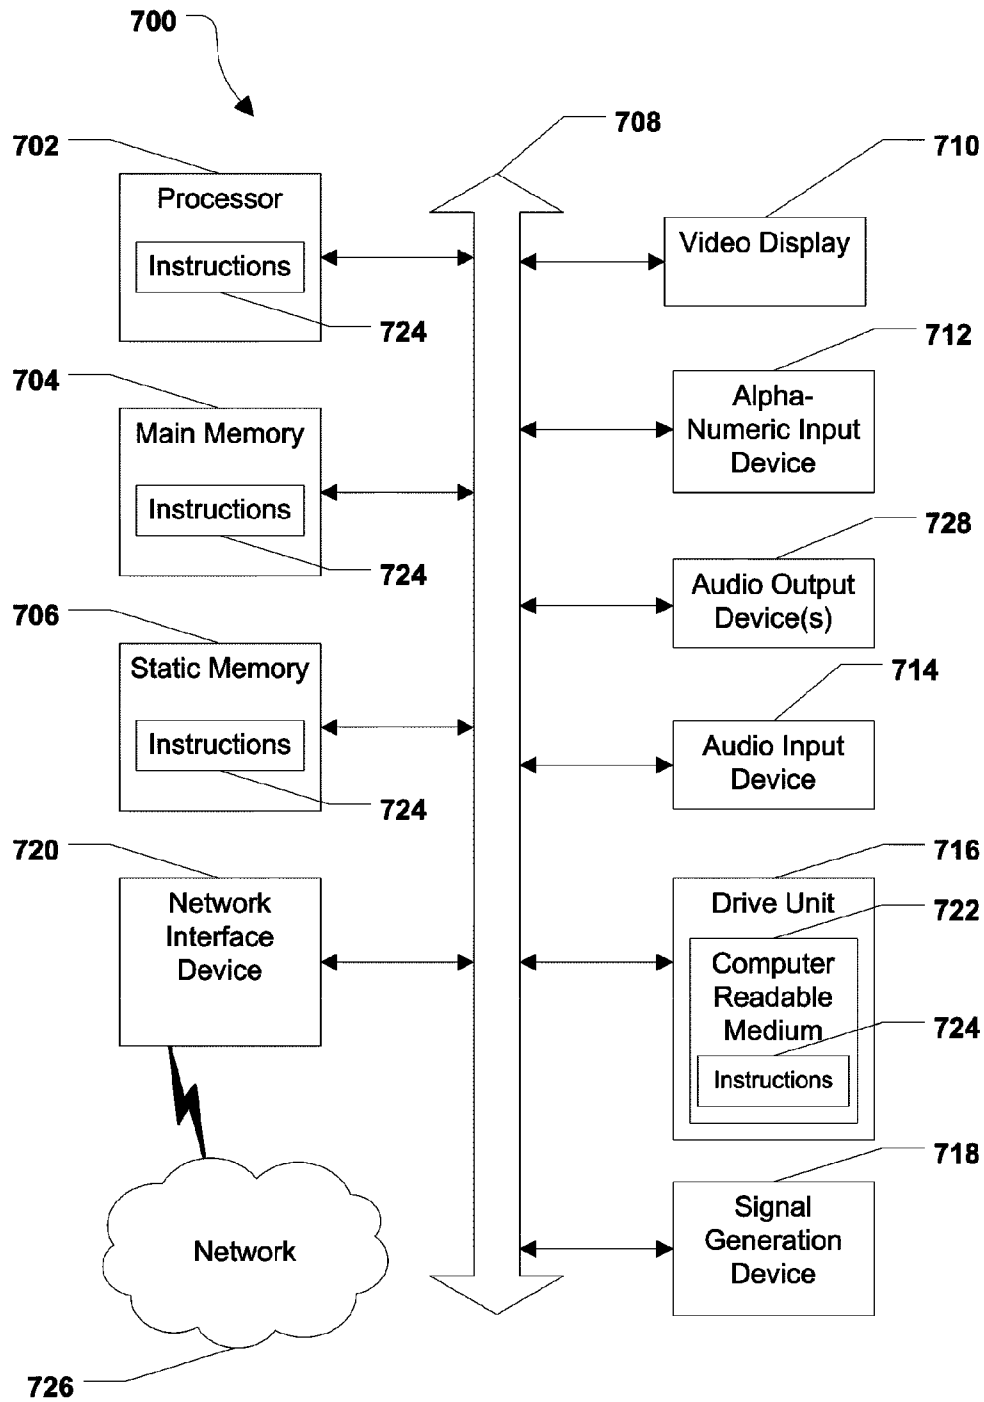 700
708
702
710
Processor
Instructions
724
Video Display
712
704
Alpha-
Numeric Input
Device
Main Memory
Instructions
724
728
Audio Output
Device(s)
706
Static Memory
Instructions
724
714
Audio Input
Device
720
716
Network
Interface
Device
Drive Unit
722
Computer
Readable
Medium
724
Instructions
718
Signal
Generation
Device
Network
726